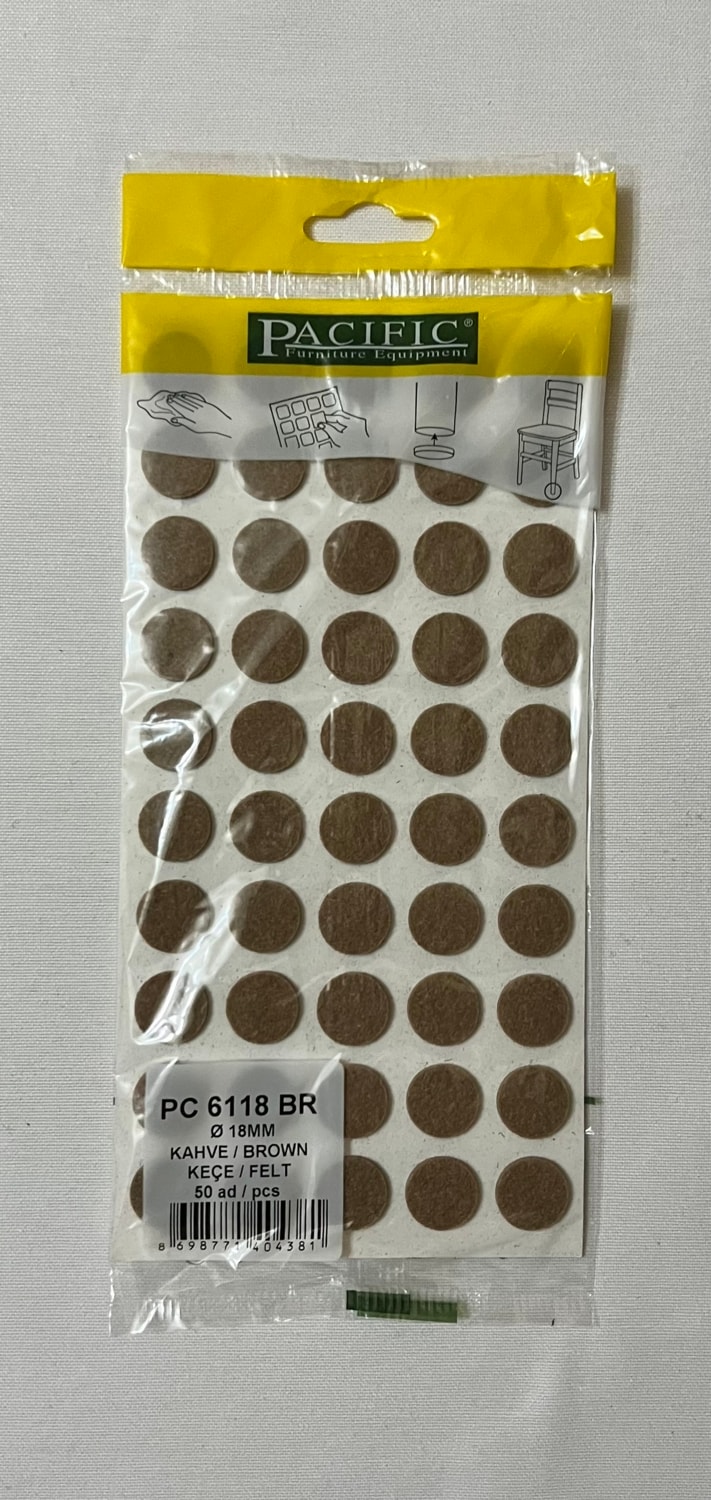 PACIFIC®
Furniture Equipment
PC 6118 BR
Ø 18MM
KAHVE / BROWN
KEÇE / FELT
50 ad / pcs
8 698771 404381